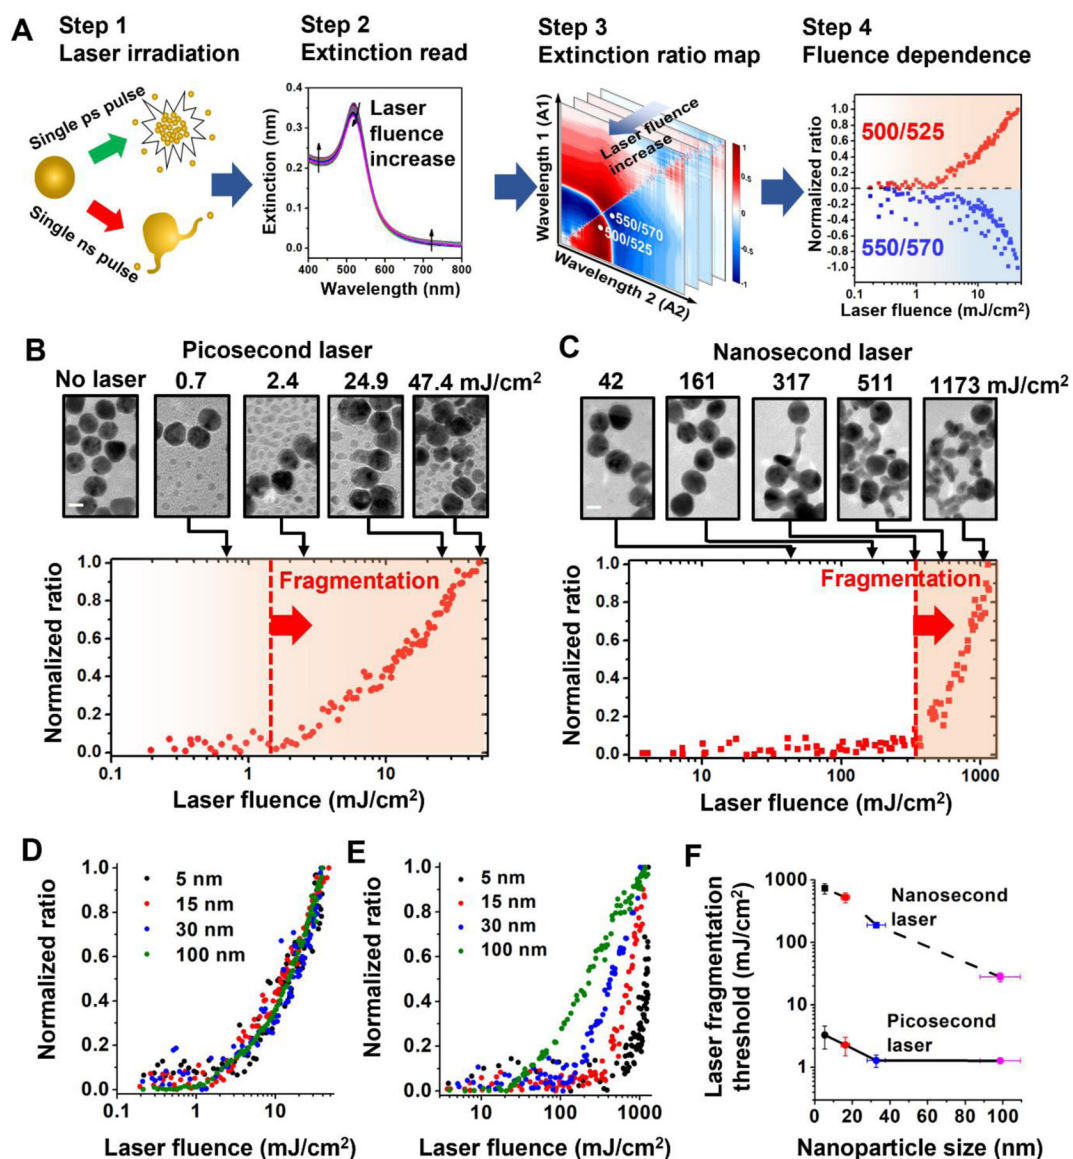 A
Step 1
Laser irradiation
Step 2
Extinction read
Step 3
Extinction ratio map
Step 4
Fluence dependence
Single ps pulse
Single ns pulse
Extinction (nm)
0.4
0.3
0.2
0.1
0.0
Laser
fluence
increase
400 500 600 700 800
Wavelength (nm)
Wavelength 1 (A1)
Laser fluence
increase
550/570
500/525
Wavelength 2 (A2)
1
0.5
0
-0.5
-1
Normalized ratio
1.0
0.8
0.6
0.4
0.2
0.0
-0.2
-0.4
-0.6
-0.8
-1.0
500/525
550/570
0.1 1 10
Laser fluence (mJ/cm²)
B
Picosecond laser
No laser 0.7 2.4 24.9 47.4 mJ/cm²
Normalized ratio
1.0
0.8
0.6
0.4
0.2
0.0
Fragmentation
0.1 1 10
Laser fluence (mJ/cm²)
C
Nanosecond laser
42 161 317 511 1173 mJ/cm²
Normalized ratio
1.0
0.8
0.6
0.4
0.2
0.0
Fragmentation
10 100 1000
Laser fluence (mJ/cm²)
D
Normalized ratio
1.0
0.8
0.6
0.4
0.2
0.0
5 nm
15 nm
30 nm
100 nm
0.1 1 10
Laser fluence (mJ/cm²)
E
Normalized ratio
1.0
0.8
0.6
0.4
0.2
0.0
5 nm
15 nm
30 nm
100 nm
10 100 1000
Laser fluence (mJ/cm²)
F
Laser fragmentation
threshold (mJ/cm²)
1000
100
10
1
Nanosecond
laser
Picosecond
laser
0 20 40 60 80 100
Nanoparticle size (nm)